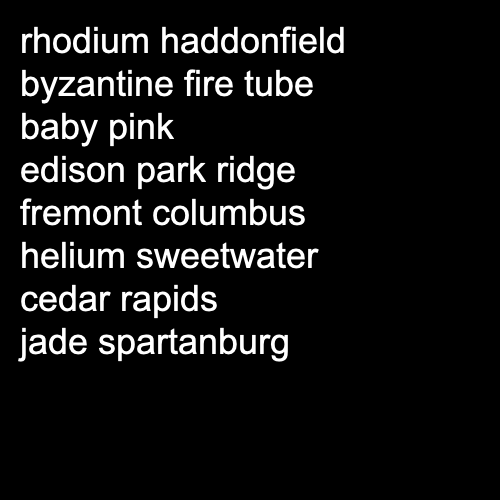 rhodium haddonfield
byzantine fire tube
baby pink
edison park ridge
fremont columbus
helium sweetwater
cedar rapids
jade spartanburg